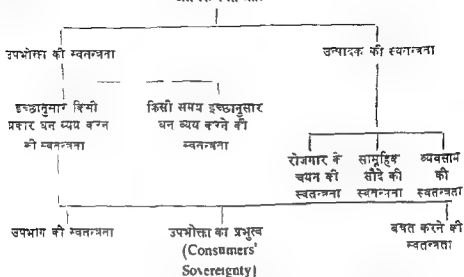 उपभोक्ता की स्वतन्त्रता
उत्पादक की स्वतन्त्रता
इच्छानुसार किसी
प्रकार धन व्यय करने
की स्वतन्त्रता
किसी समय इच्छानुसार
धन व्यय करने की
स्वतन्त्रता
रोजगार के
चयन की
स्वतन्त्रता
सामूहिक
सौदे की
स्वतन्त्रता
व्यवसाय
की
स्वतन्त्रता
उपभोग की स्वतन्त्रता
उपभोक्ता का प्रभुत्व
(Consumers'
Sovereignty)
बचत करने की
स्वतन्त्रता